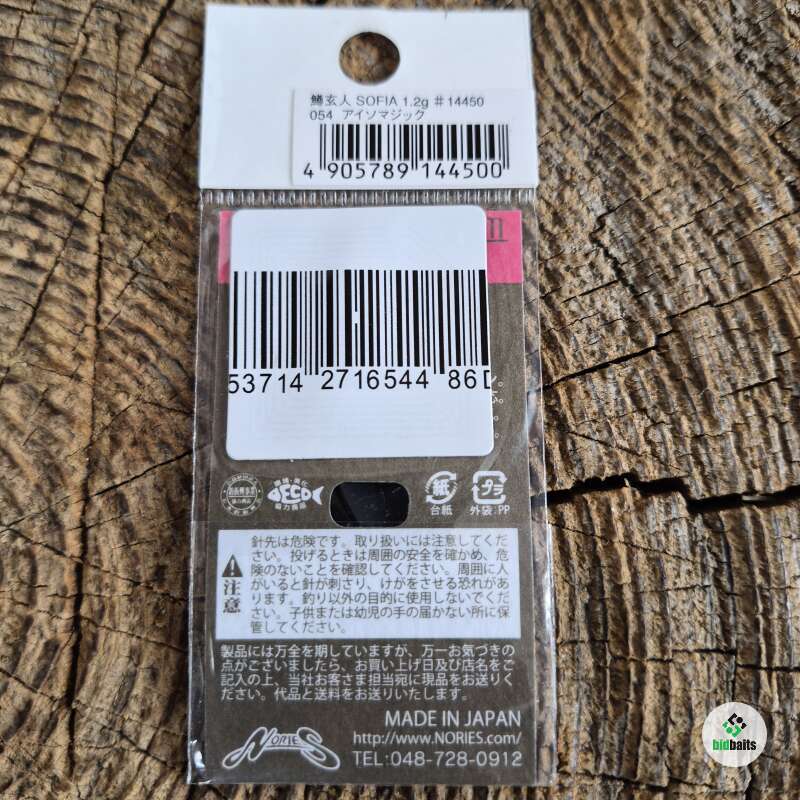 鱒玄人 SOFIA 1.2g #14450
054 アイソマジック
4 905789 144500
53714 2716544 86
ECO
協力商品
紙
台紙
プラ
外袋:PP
注意
針先は危険です。取り扱いには注意してくだ
さい。投げるときは周囲の安全を確かめ、危
険のないことを確認してください。周囲に人
がいると針が刺さり、けがをさせる恐れがあ
ります。釣り以外の目的に使用しないでくだ
さい。子供または幼児の手の届かない所に保
管してください。
製品には万全を期していますが、万一お気づきの
点がございましたら、お買い上げ日及び店名をご
記入の上、当社お客さま担当宛に現品をお送りく
ださい。代品と送料をお送りいたします。
MADE IN JAPAN
NORIES
http://www.NORIES.com/
TEL:048-728-0912
bidbaits